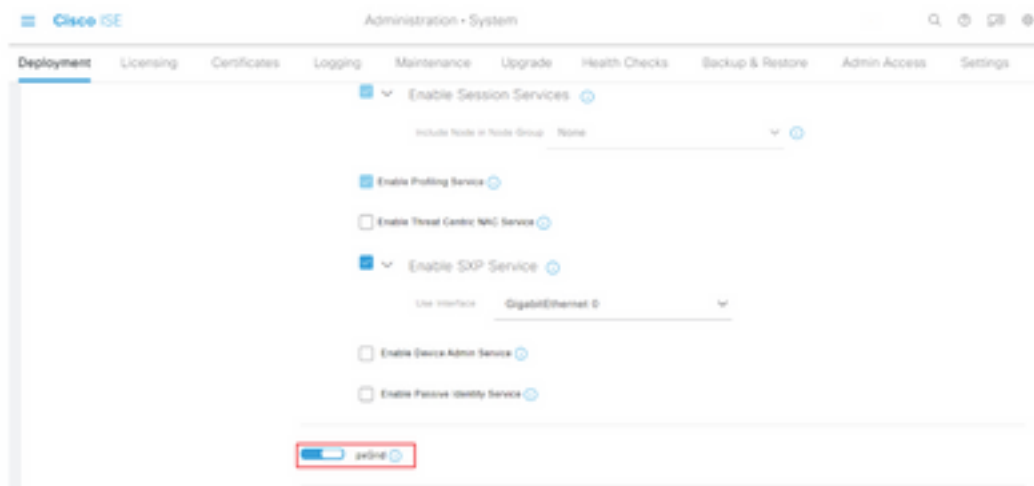 Cisco ISE
Administration • System
Deployment Licensing Certificates Logging Maintenance Upgrade Health Checks Backup & Restore Admin Access Settings
Enable Session Services
Include Node in Node Group None
Enable Profiling Service
Enable Threat Centric NAC Service
Enable SXP Service
Use Interface GigabitEthernet 0
Enable Device Admin Service
Enable Passive Identity Service
pxGrid